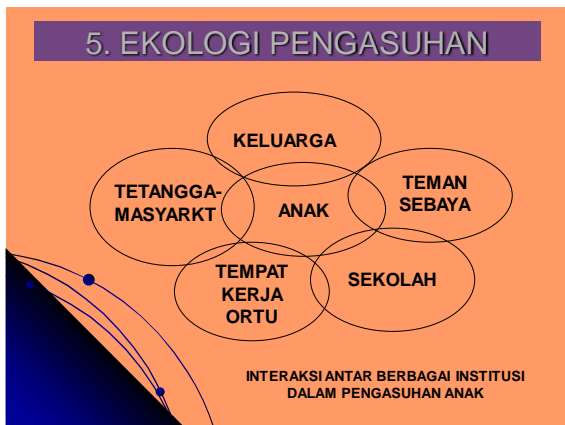 5. EKOLOGI PENGASUHAN
KELUARGA
TETANGGA-
MASYARKT
ANAK
TEMAN
SEBAYA
TEMPAT
KERJA
ORTU
SEKOLAH
INTERAKSI ANTAR BERBAGAI INSTITUSI
DALAM PENGASUHAN ANAK